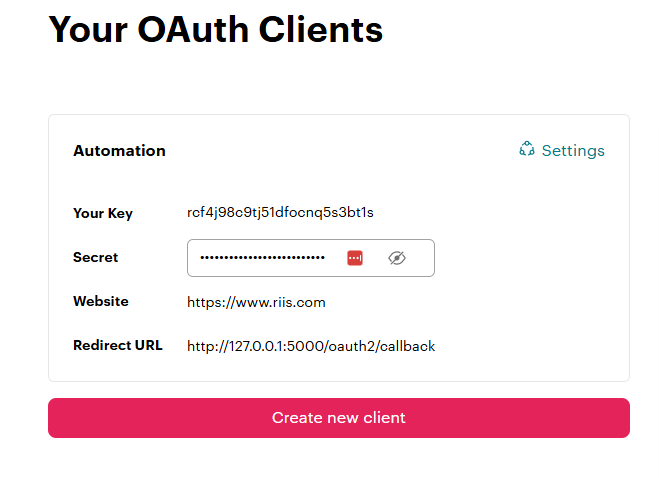 Your OAuth Clients
Automation
Settings
Your Key rcf4j98c9tj51dfocnq5s3bt1s
Secret ••••••••••••••••••••••••••
Website https://www.riis.com
Redirect URL http://127.0.0.1:5000/oauth2/callback
Create new client